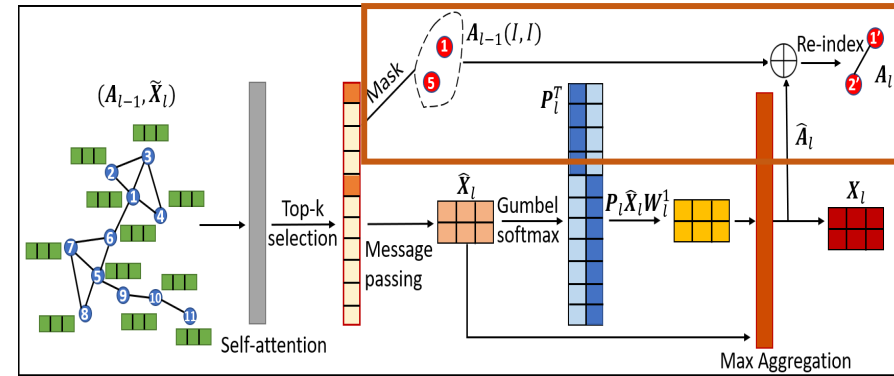 (A_{l-1}, X̃_l)
3
2
1
4
6
7
5
9
10
8
11
Self-attention
Top-k
selection
Mask
1
5
A_{l-1}(I, I)
Message
passing
X̂_l
Gumbel
softmax
P_l^T
P_l X̂_l W_l^1
Max Aggregation
Â_l
Re-index
1'
2'
A_l
X_l